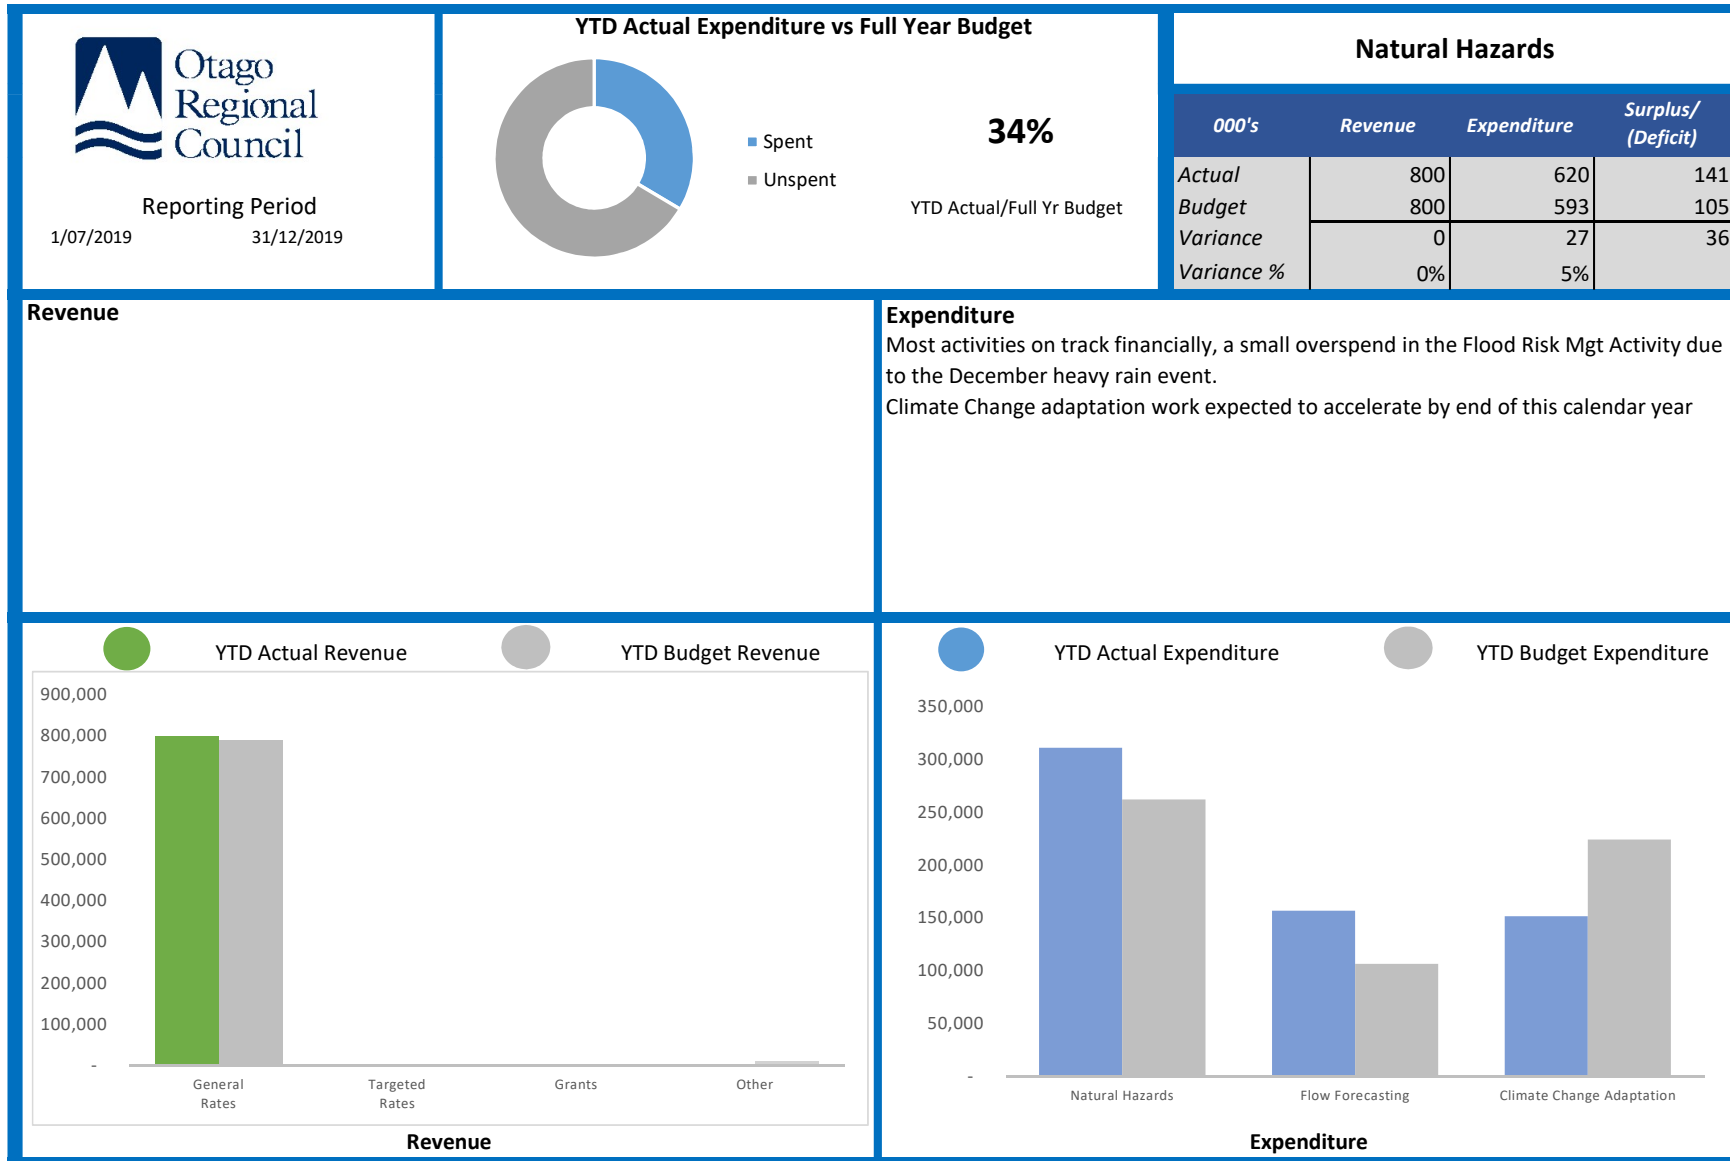 Otago
Regional
Council
Reporting Period
1/07/2019 31/12/2019
YTD Actual Expenditure vs Full Year Budget
Spent
Unspent
34%
YTD Actual/Full Yr Budget
Natural Hazards
000's Revenue Expenditure Surplus/ (Deficit)
Actual 800 620 141
Budget 800 593 105
Variance 0 27 36
Variance % 0% 5%
Revenue
Expenditure
Most activities on track financially, a small overspend in the Flood Risk Mgt Activity due
to the December heavy rain event.
Climate Change adaptation work expected to accelerate by end of this calendar year
YTD Actual Revenue YTD Budget Revenue
900,000
800,000
700,000
600,000
500,000
400,000
300,000
200,000
100,000
-
General Rates
Targeted Rates
Grants
Other
Revenue
YTD Actual Expenditure YTD Budget Expenditure
350,000
300,000
250,000
200,000
150,000
100,000
50,000
-
Natural Hazards
Flow Forecasting
Climate Change Adaptation
Expenditure